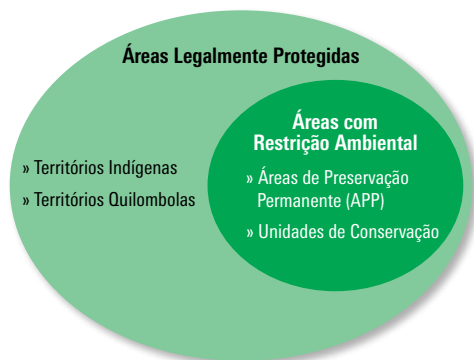 Áreas Legalmente Protegidas
» Territórios Indígenas
» Territórios Quilombolas
Áreas com
Restrição Ambiental
» Áreas de Preservação
Permanente (APP)
» Unidades de Conservação